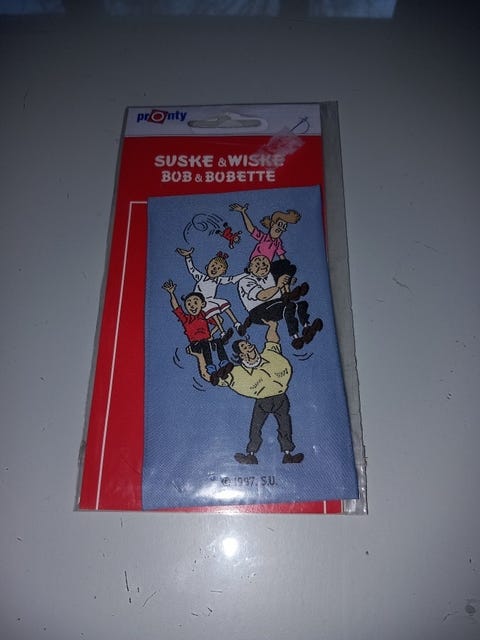 pronty
SUSKE & WISKE
BOB & BOBETTE
© 1997. S.U.